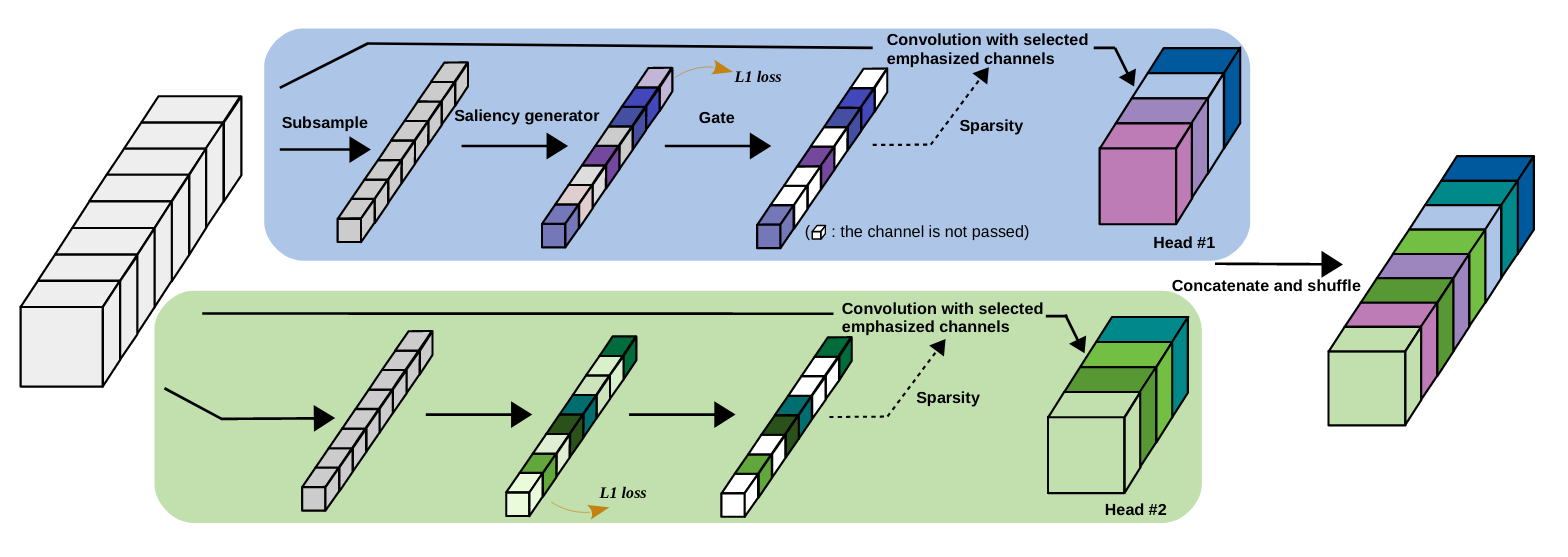 Convolution with selected
emphasized channels
L1 loss
Subsample
Saliency generator
Gate
Sparsity
( : the channel is not passed)
Head #1
Concatenate and shuffle
Convolution with selected
emphasized channels
Sparsity
L1 loss
Head #2